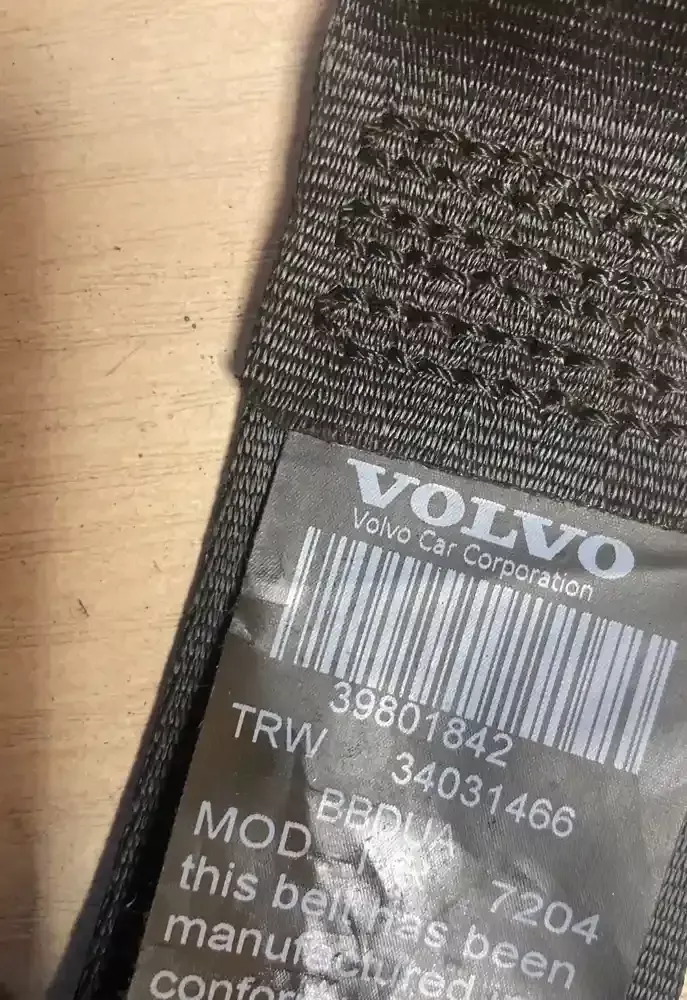 VOLVO
Volvo Car Corporation
39801842
TRW 34031466
BBDUA
MOD. 7204
this belt has been
manufactured